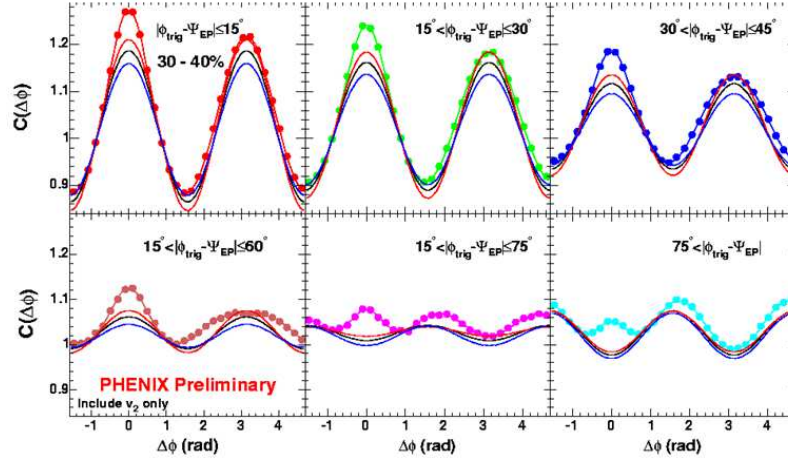 |ϕtrig-ΨEP|≤15°
30 - 40%
15°<|ϕtrig-ΨEP|≤30°
30°<|ϕtrig-ΨEP|≤45°
C(Δϕ)
1.2
1.1
1
0.9
15°<|ϕtrig-ΨEP|≤60°
15°<|ϕtrig-ΨEP|≤75°
75°<|ϕtrig-ΨEP|
C(Δϕ)
1.2
1.1
1
0.9
PHENIX Preliminary
Include v2 only
-1 0 1 2 3 4
-1 0 1 2 3 4
-1 0 1 2 3 4
Δϕ (rad)
Δϕ (rad)
Δϕ (rad)